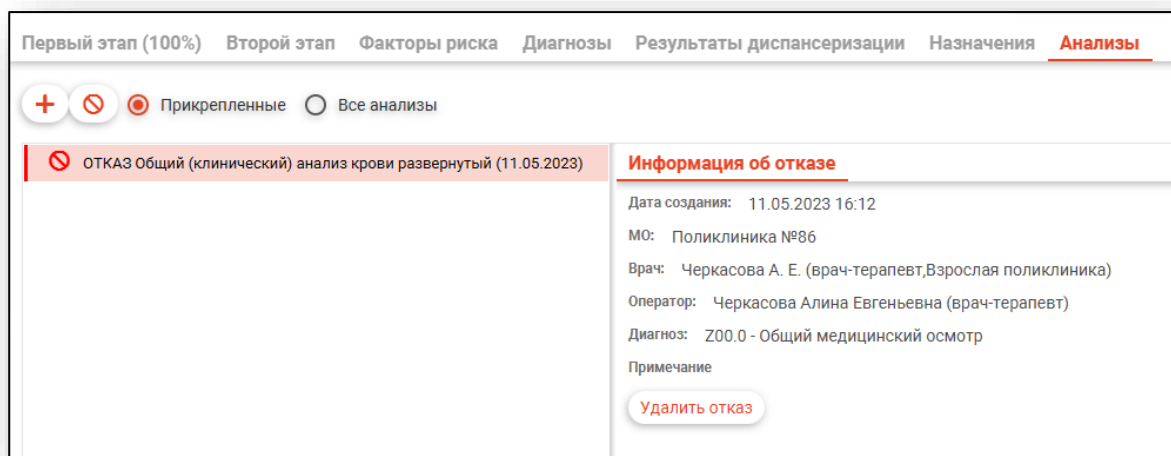 Первый этап (100%) Второй этап Факторы риска Диагнозы Результаты диспансеризации Назначения Анализы
Прикрепленные Все анализы
ОТКАЗ Общий (клинический) анализ крови развернутый (11.05.2023)
Информация об отказе
Дата создания: 11.05.2023 16:12
МО: Поликлиника №86
Врач: Черкасова А. Е. (врач-терапевт,Взрослая поликлиника)
Оператор: Черкасова Алина Евгеньевна (врач-терапевт)
Диагноз: Z00.0 - Общий медицинский осмотр
Примечание
Удалить отказ